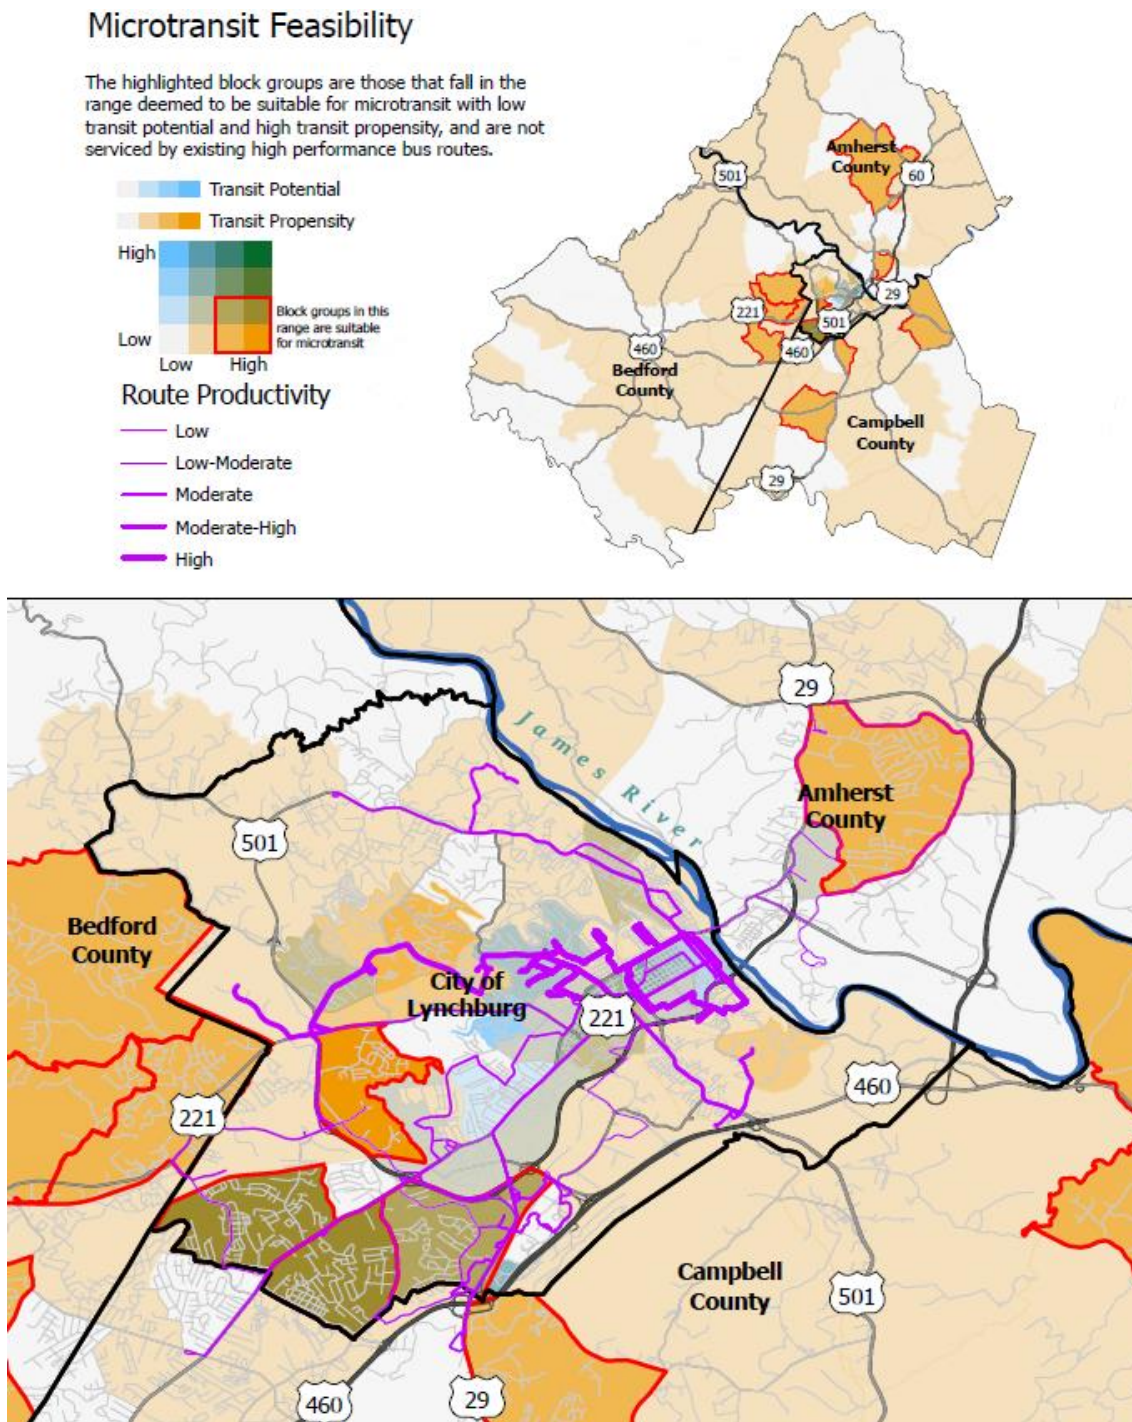 Microtransit Feasibility
The highlighted block groups are those that fall in the
range deemed to be suitable for microtransit with low
transit potential and high transit propensity, and are not
serviced by existing high performance bus routes.
Transit Potential
Transit Propensity
High
Block groups in this
range are suitable
for microtransit
Low
Low
High
Route Productivity
Low
Low-Moderate
Moderate
Moderate-High
High
Amherst
County
501
60
29
221
501
460
460
Bedford
County
Campbell
County
29
29
James River
Amherst
County
501
Bedford
County
City of
Lynchburg
221
460
221
Campbell
County
501
460
29